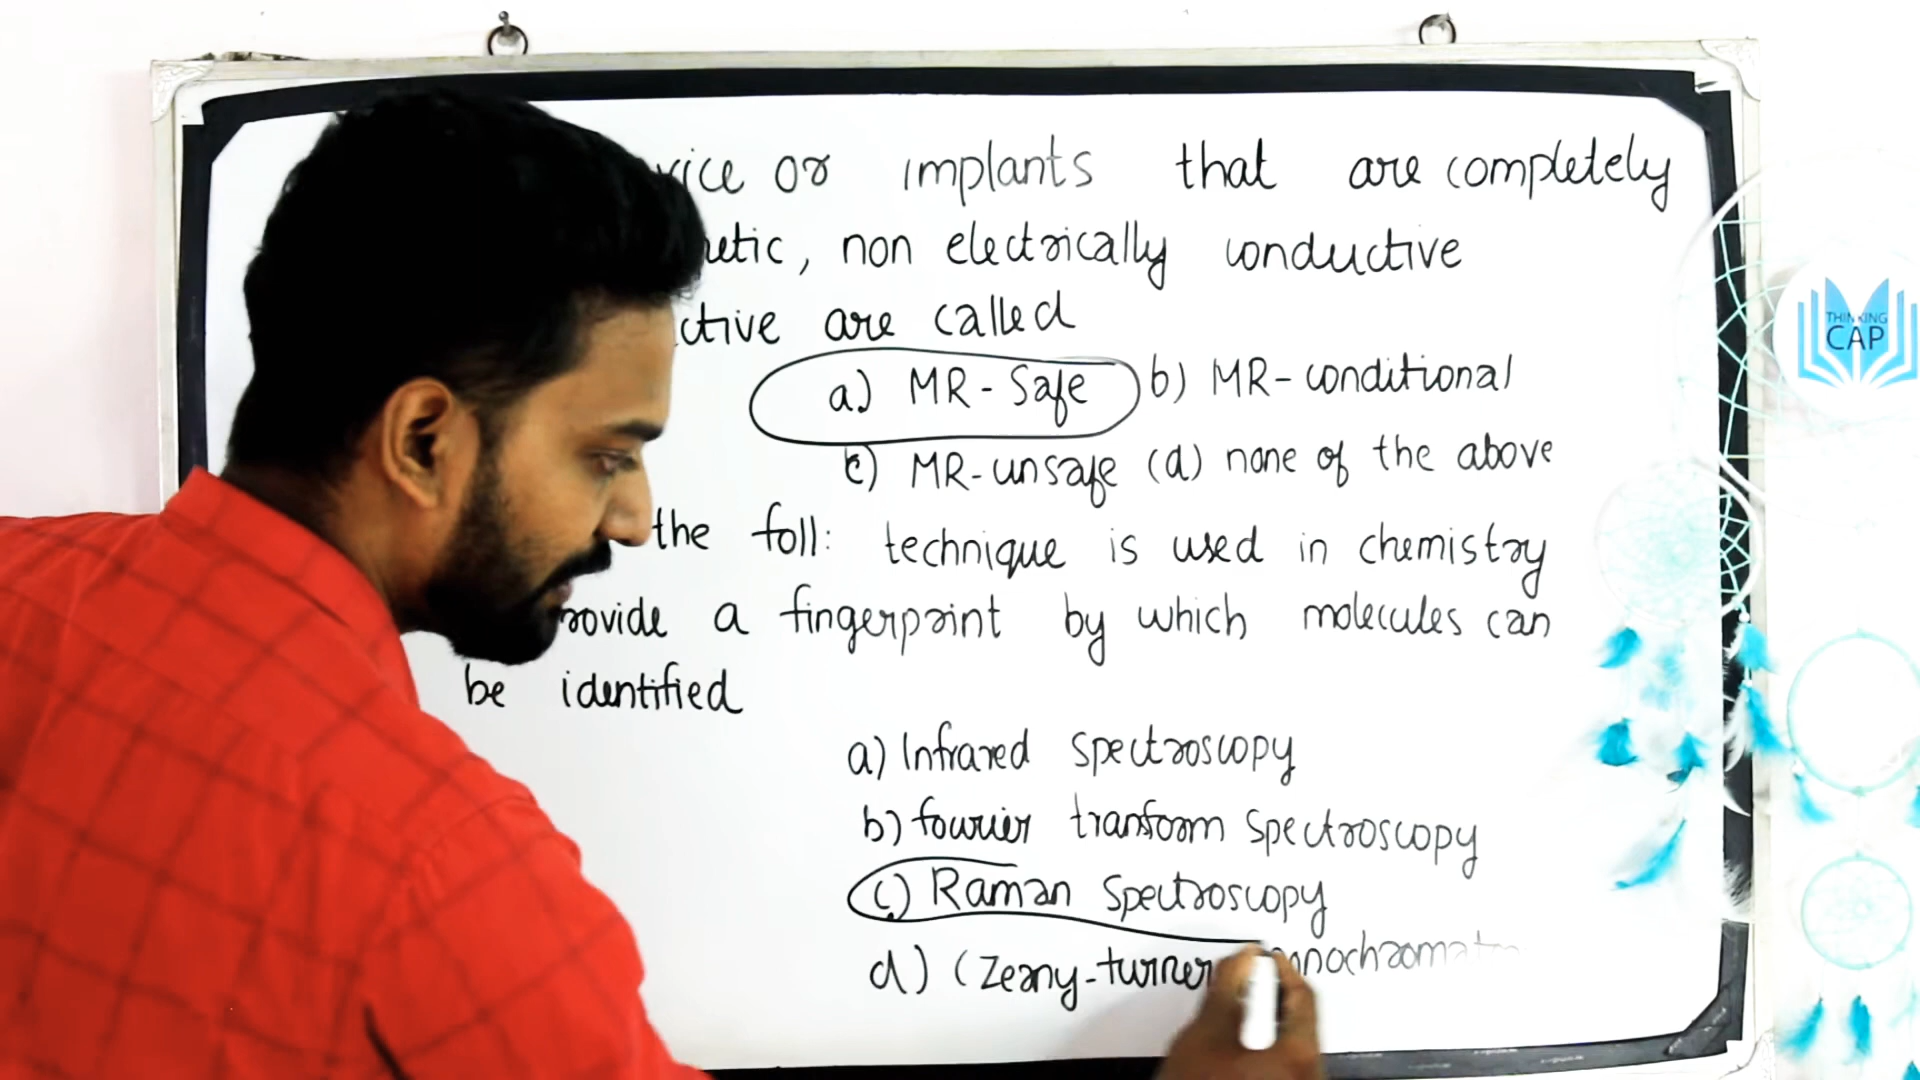 or implants that are completely
, non electrically conductive
are called
a) MR-Safe b) MR-conditional
c) MR-unsafe (d) none of the above
the foll: technique is used in chemistry
a fingerprint by which molecules can
be identified
a) Infrared Spectroscopy
b) fourier transform Spectroscopy
c) Raman Spectroscopy
d) Czerny-turner
THINKING
CAP